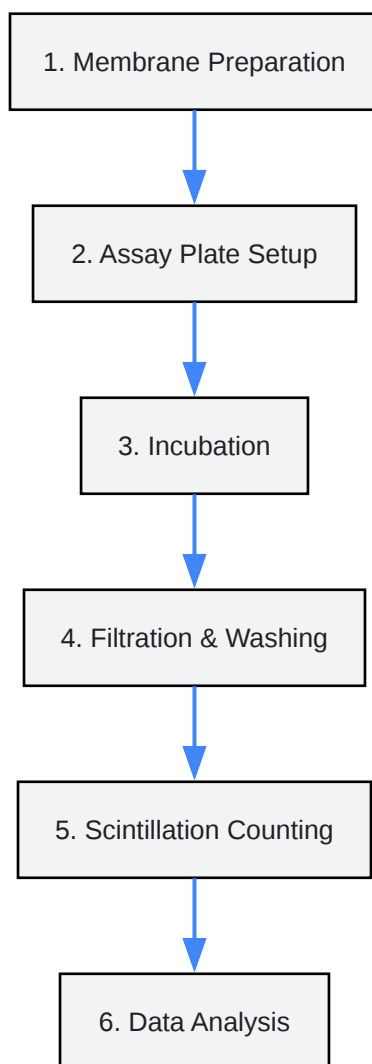 1. Membrane Preparation
2. Assay Plate Setup
3. Incubation
4. Filtration & Washing
5. Scintillation Counting
6. Data Analysis